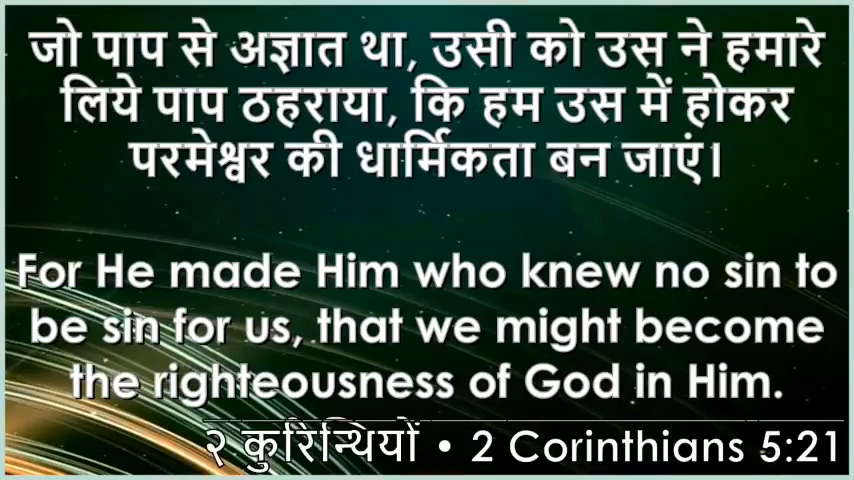 जो पाप से अज्ञात था, उसी को उस ने हमारे
लिये पाप ठहराया, कि हम उस में होकर
परमेश्वर की धार्मिकता बन जाएं।
For He made Him who knew no sin to
be sin for us, that we might become
the righteousness of God in Him.
२ कुरिन्थियों • 2 Corinthians 5:21